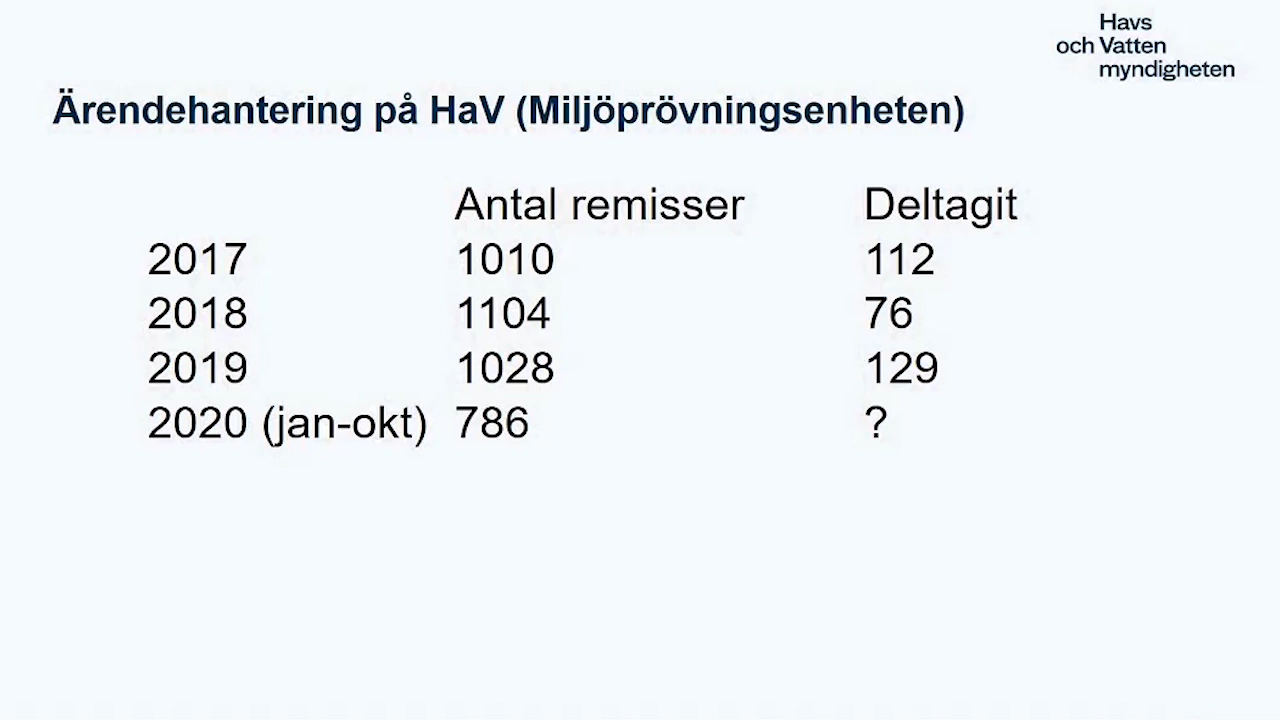 Havs
och Vatten
myndigheten
Ärendehantering på HaV (Miljöprövningsenheten)
Antal remisser Deltagit
2017 1010 112
2018 1104 76
2019 1028 129
2020 (jan-okt) 786 ?